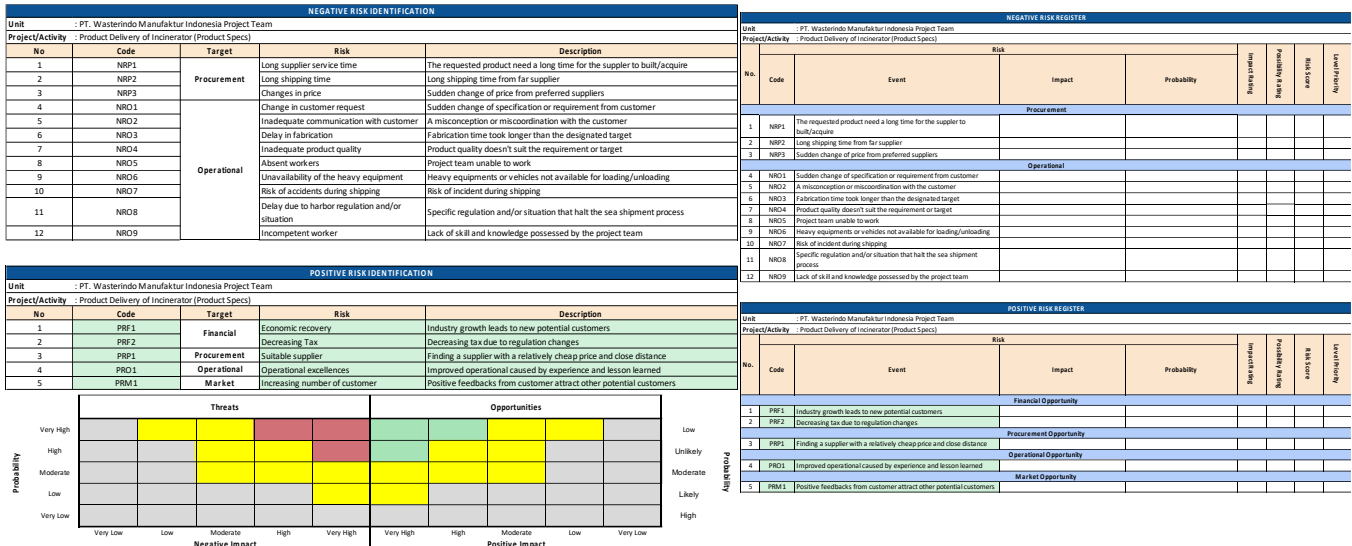 NEGATIVE RISK IDENTIFICATION
Unit : PT. Wasterindo Manufaktur Indonesia Project Team
Project/Activity : Product Delivery of Incinerator (Product Specs)
No Code Target Risk Description
1 NRP1 Procurement Long supplier service time The requested product need a long time for the suppler to built/acquire
2 NRP2 Long shipping time Long shipping time from far supplier
3 NRP3 Changes in price Sudden change of price from preferred suppliers
4 NRO1 Operational Change in customer request Sudden change of specification or requirement from customer
5 NRO2 Inadequate communication with customer A misconception or miscoordination with the customer
6 NRO3 Delay in fabrication Fabrication time took longer than the designated target
7 NRO4 Inadequate product quality Product quality doesn't suit the requirement or target
8 NRO5 Absent workers Project team unable to work
9 NRO6 Unavailability of the heavy equipment Heavy equipments or vehicles not available for loading/unloading
10 NRO7 Risk of accidents during shipping Risk of incident during shipping
11 NRO8 Delay due to harbor regulation and/or situation Specific regulation and/or situation that halt the sea shipment process
12 NRO9 Incompetent worker Lack of skill and knowledge possessed by the project team
POSITIVE RISK IDENTIFICATION
Unit : PT. Wasterindo Manufaktur Indonesia Project Team
Project/Activity : Product Delivery of Incinerator (Product Specs)
No Code Target Risk Description
1 PRF1 Financial Economic recovery Industry growth leads to new potential customers
2 PRF2 Decreasing Tax Decreasing tax due to regulation changes
3 PRP1 Procurement Suitable supplier Finding a supplier with a relatively cheap price and close distance
4 PRO1 Operational Operational excellences Improved operational caused by experience and lesson learned
5 PRM1 Market Increasing number of customer Positive feedbacks from customer attract other potential customers
Threats Opportunities
Very High Low
High Unlikely
Moderate Moderate
Low Likely
Very Low High
Probability
Probability
Very Low Low Moderate High Very High Very High High Moderate Low Very Low
Negative Impact Positive Impact
NEGATIVE RISK REGISTER
Unit : PT. Wasterindo Manufaktur Indonesia Project Team
Project/Activity : Product Delivery of Incinerator (Product Specs)
No. Risk Impact Rating Possibility Rating Risk Score Level Priority
Code Event Impact Probability
Procurement
1 NRP1 The requested product need a long time for the suppler to
built/acquire
2 NRP2 Long shipping time from far supplier
3 NRP3 Sudden change of price from preferred suppliers
Operational
4 NRO1 Sudden change of specification or requirement from customer
5 NRO2 A misconception or miscoordination with the customer
6 NRO3 Fabrication time took longer than the designated target
7 NRO4 Product quality doesn't suit the requirement or target
8 NRO5 Project team unable to work
9 NRO6 Heavy equipments or vehicles not available for loading/unloading
10 NRO7 Risk of incident during shipping
11 NRO8 Specific regulation and/or situation that halt the sea shipment
process
12 NRO9 Lack of skill and knowledge possessed by the project team
POSITIVE RISK REGISTER
Unit : PT. Wasterindo Manufaktur Indonesia Project Team
Project/Activity : Product Delivery of Incinerator (Product Specs)
No. Risk Impact Rating Possibility Rating Risk Score Level Priority
Code Event Impact Probability
Financial Opportunity
1 PRF1 Industry growth leads to new potential customers
2 PRF2 Decreasing tax due to regulation changes
Procurement Opportunity
3 PRP1 Finding a supplier with a relatively cheap price and close distance
Operational Opportunity
4 PRO1 Improved operational caused by experience and lesson learned
Market Opportunity
5 PRM1 Positive feedbacks from customer attract other potential customers